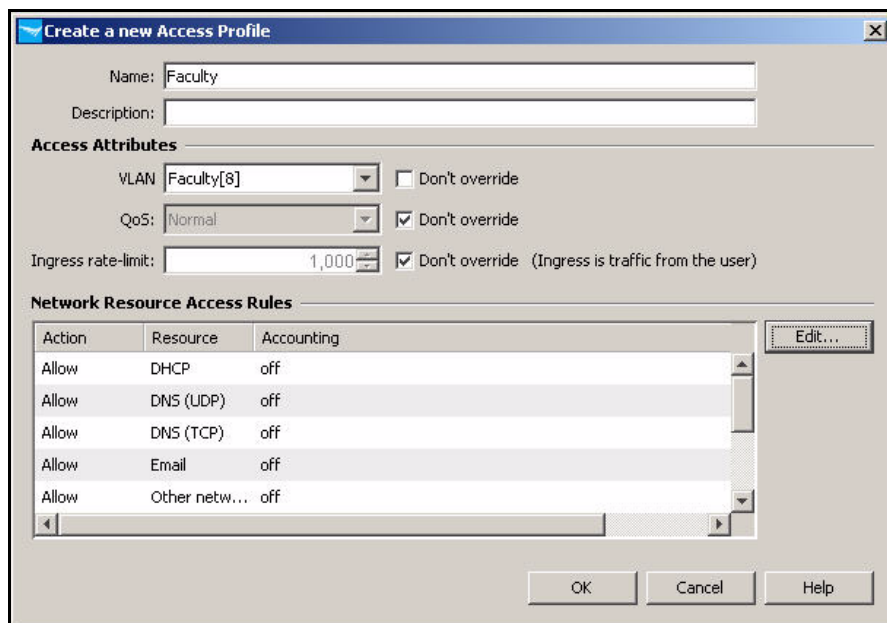 Create a new Access Profile
Name: Faculty
Description:
Access Attributes
VLAN Faculty[8] Don't override
QoS: Normal Don't override
Ingress rate-limit: 1,000 Don't override (Ingress is traffic from the user)
Network Resource Access Rules
Action Resource Accounting Edit...
Allow DHCP off
Allow DNS (UDP) off
Allow DNS (TCP) off
Allow Email off
Allow Other netw... off
OK Cancel Help